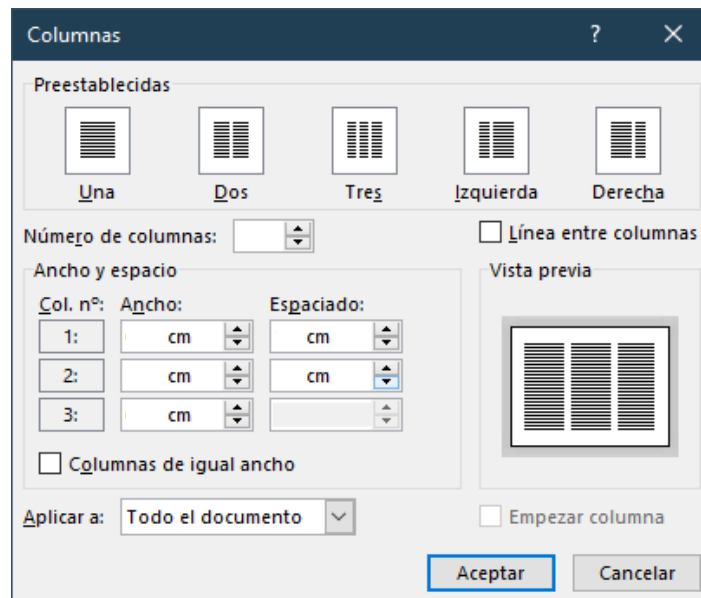 Columnas ?
Preestablecidas
Una Dos Tres Izquierda Derecha
Número de columnas: Línea entre columnas
Ancho y espacio Vista previa
Col. nº: Ancho: Espaciado:
1: cm cm
2: cm cm
3: cm
Columnas de igual ancho
Aplicar a: Todo el documento Empezar columna
Aceptar Cancelar